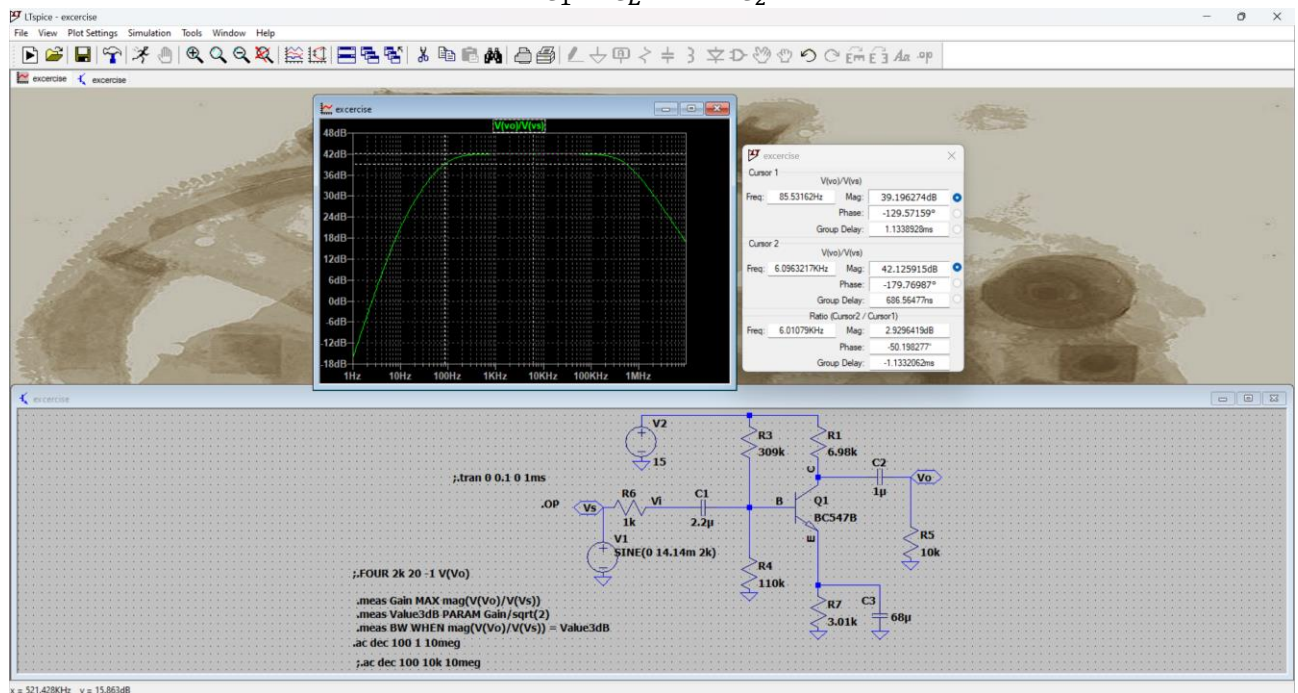 LTspice - excercise
File View Plot Settings Simulation Tools Window Help
excercise excercise
excercise
V(vo)/V(vs)
48dB
42dB
36dB
30dB
24dB
18dB
12dB
6dB
0dB
-6dB
-12dB
-18dB
1Hz 10Hz 100Hz 1KHz 10KHz 100KHz 1MHz
excercise
Cursor 1
V(vo)/V(vs)
Freq: 85.53162Hz Mag: 39.196274dB
Phase: -129.57159°
Group Delay: 1.1338928ms
Cursor 2
V(vo)/V(vs)
Freq: 6.0963217KHz Mag: 42.125915dB
Phase: -179.76987°
Group Delay: 686.56477ns
Ratio (Cursor2 / Cursor1)
Freq: 6.01079KHz Mag: 2.9296419dB
Phase: -50.198277°
Group Delay: -1.1332062ms
excercise
V2
15
R3
309k
R1
6.98k
C
C2
1µ
Vo
;.tran 0 0.1 0 1ms
.OP
Vs
R6
1k
Vi
C1
2.2µ
B
Q1
BC547B
E
R5
10k
V1
SINE(0 14.14m 2k)
R4
110k
R7
3.01k
C3
68µ
;.FOUR 2k 20 -1 V(Vo)
.meas Gain MAX mag(V(Vo)/V(Vs))
.meas Value3dB PARAM Gain/sqrt(2)
.meas BW WHEN mag(V(Vo)/V(Vs)) = Value3dB
.ac dec 100 1 10meg
;.ac dec 100 10k 10meg
x = 521.428KHz y = 15.863dB